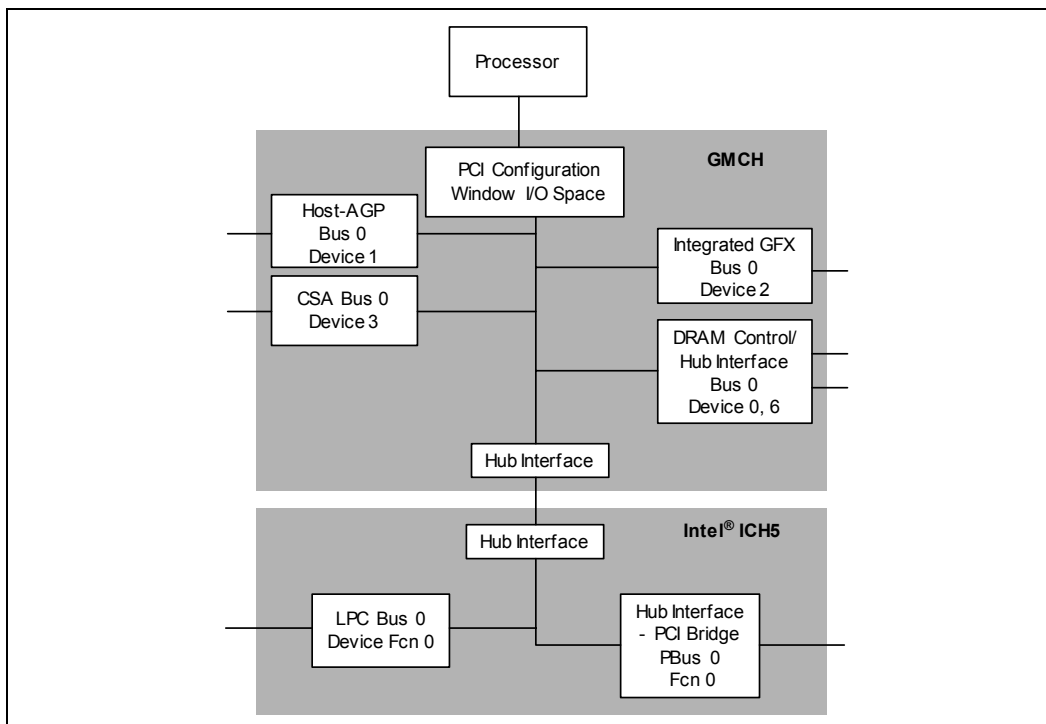 Processor
GMCH
PCI Configuration
Window I/O Space
Host-AGP
Bus 0
Device 1
Integrated GFX
Bus 0
Device 2
CSA Bus 0
Device 3
DRAM Control/
Hub Interface
Bus 0
Device 0, 6
Hub Interface
Hub Interface
Intel® ICH5
LPC Bus 0
Device Fcn 0
Hub Interface
- PCI Bridge
PBus 0
Fcn 0